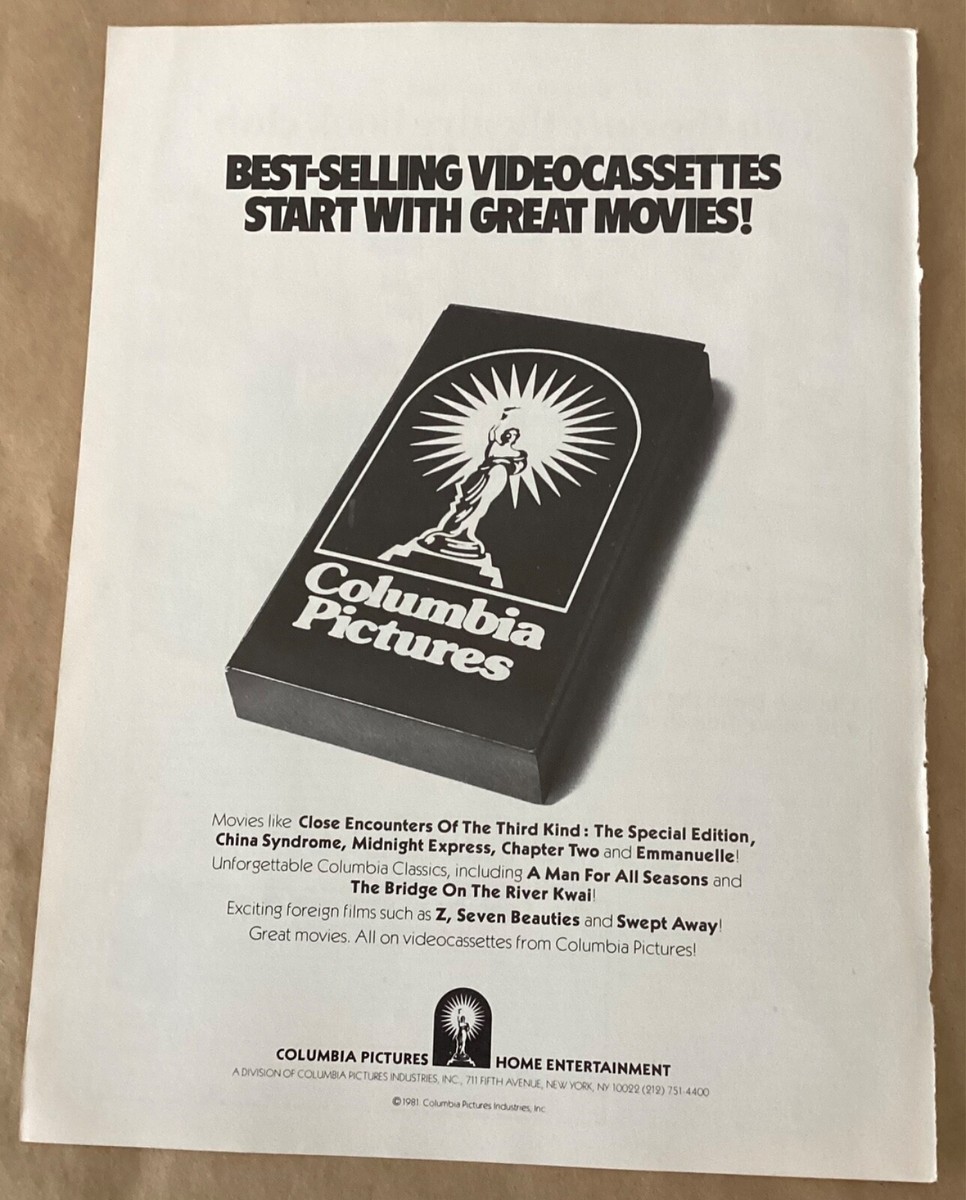 BEST-SELLING VIDEOCASSETTES
START WITH GREAT MOVIES!
Columbia
Pictures
Movies like Close Encounters Of The Third Kind: The Special Edition,
China Syndrome, Midnight Express, Chapter Two and Emmanuelle!
Unforgettable Columbia Classics, including A Man For All Seasons and
The Bridge On The River Kwai!
Exciting foreign films such as Z, Seven Beauties and Swept Away!
Great movies. All on videocassettes from Columbia Pictures!
COLUMBIA PICTURES HOME ENTERTAINMENT
A DIVISION OF COLUMBIA PICTURES INDUSTRIES, INC., 711 FIFTH AVENUE, NEW YORK, NY 10022 (212) 751-4400
©1981 Columbia Pictures Industries, Inc.